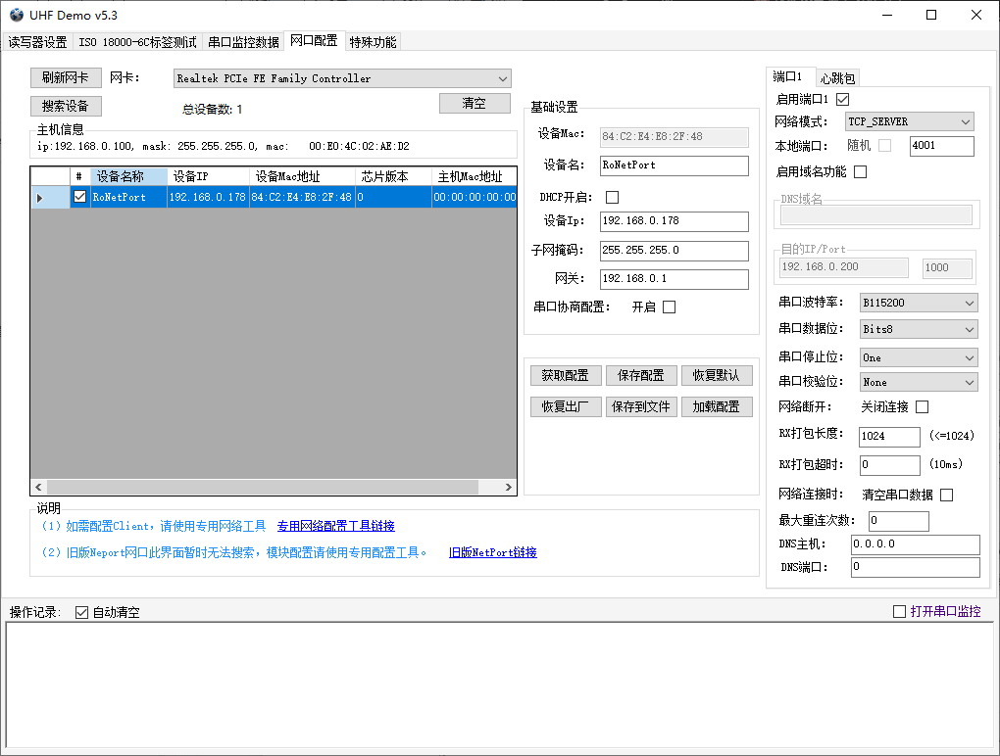 UHF Demo v5.3
读写器设置 ISO 18000-6C标签测试 串口监控数据 网口配置 特殊功能
刷新网卡 网卡： Realtek PCIe FE Family Controller
搜索设备 总设备数: 1 清空
主机信息
ip:192.168.0.100, mask: 255.255.255.0, mac: 00:E0:4C:02:AE:D2
# 设备名称 设备IP 设备Mac地址 芯片版本 主机Mac地址
RoNetPort 192.168.0.178 84:C2:E4:E8:2F:48 0 00:00:00:00:00
说明
（1）如需配置Client，请使用专用网络工具 专用网络配置工具链接
（2）旧版Neport网口此界面暂时无法搜索，模块配置请使用专用配置工具。 旧版NetPort链接
基础设置
设备Mac: 84:C2:E4:E8:2F:48
设备名: RoNetPort
DHCP开启:
设备Ip: 192.168.0.178
子网掩码: 255.255.255.0
网关: 192.168.0.1
串口协商配置: 开启
获取配置 保存配置 恢复默认
恢复出厂 保存到文件 加载配置
端口1 心跳包
启用端口1
网络模式: TCP_SERVER
本地端口: 随机 4001
启用域名功能
DNS域名
目的IP/Port
192.168.0.200 1000
串口波特率: B115200
串口数据位: Bits8
串口停止位: One
串口校验位: None
网络断开: 关闭连接
RX打包长度: 1024 (<=1024)
RX打包超时: 0 (10ms)
网络连接时: 清空串口数据
最大重连次数: 0
DNS主机: 0.0.0.0
DNS端口: 0
操作记录: 自动清空 打开串口监控